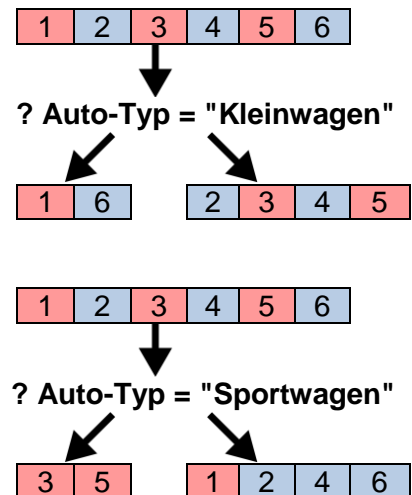 1 2 3 4 5 6
? Auto-Typ = "Kleinwagen"
1 6 2 3 4 5
1 2 3 4 5 6
? Auto-Typ = "Sportwagen"
3 5 1 2 4 6